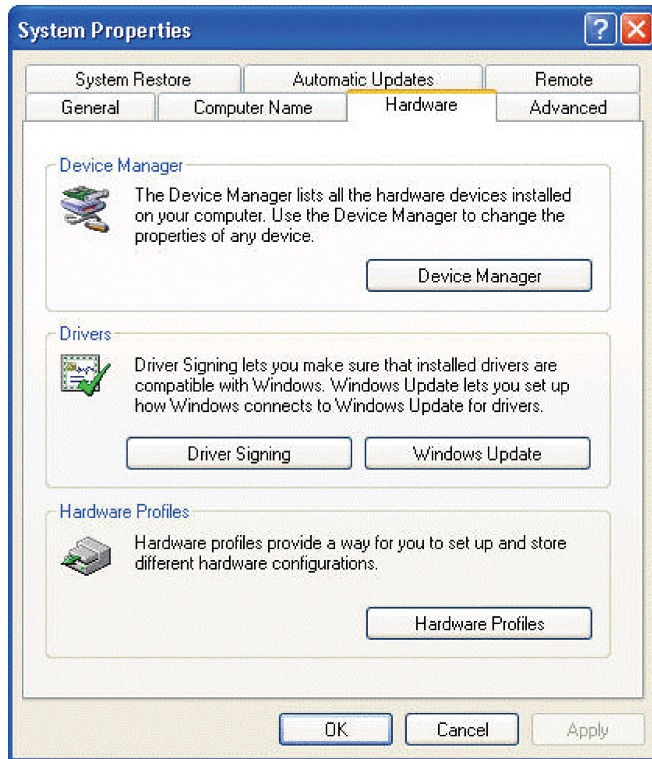 System Properties
System Restore Automatic Updates Remote
General Computer Name Hardware Advanced
Device Manager
The Device Manager lists all the hardware devices installed
on your computer. Use the Device Manager to change the
properties of any device.
Device Manager
Drivers
Driver Signing lets you make sure that installed drivers are
compatible with Windows. Windows Update lets you set up
how Windows connects to Windows Update for drivers.
Driver Signing Windows Update
Hardware Profiles
Hardware profiles provide a way for you to set up and store
different hardware configurations.
Hardware Profiles
OK Cancel Apply